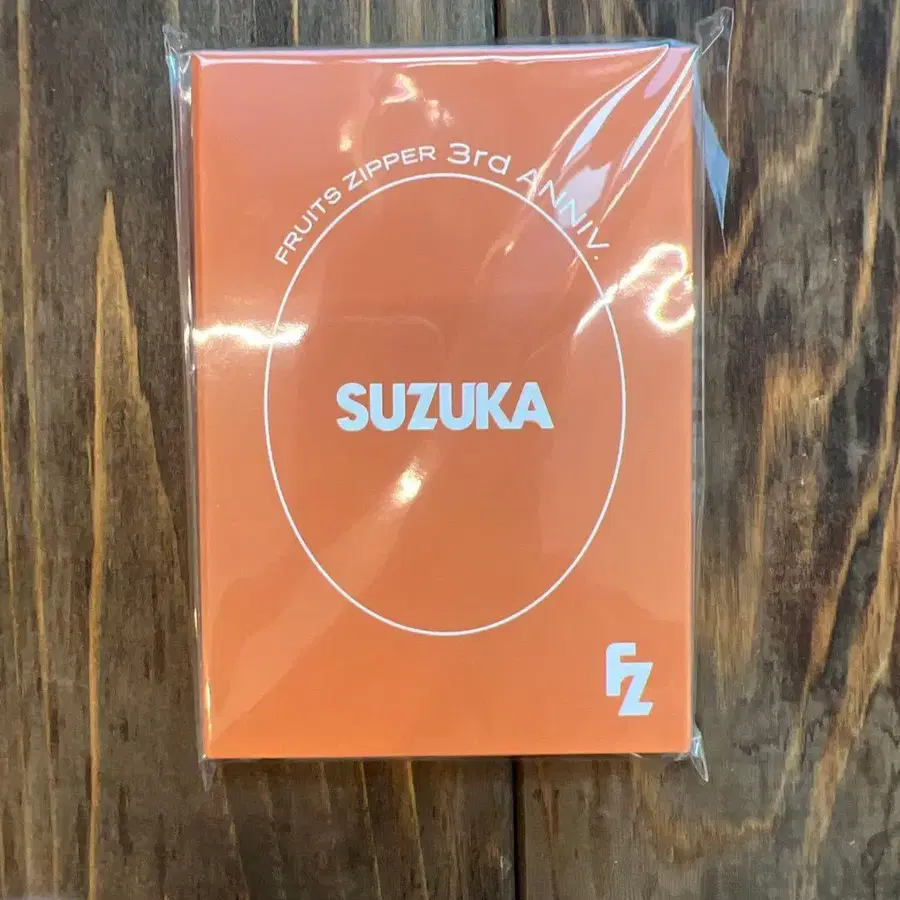 FRUITS ZIPPER 3rd ANNIV.
SUZUKA
FZ